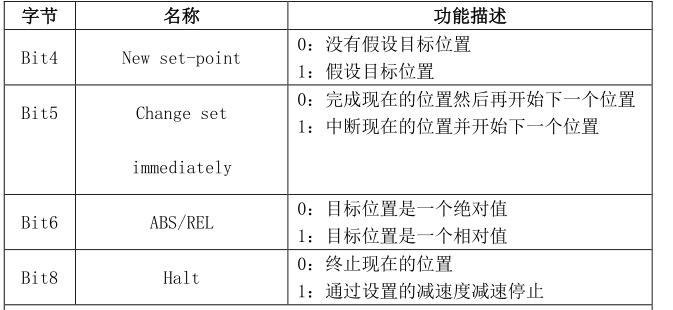 字节 名称 功能描述
Bit4 New set-point 0：没有假设目标位置
1：假设目标位置
Bit5 Change set immediately 0：完成现在的位置然后再开始下一个位置
1：中断现在的位置并开始下一个位置
Bit6 ABS/REL 0：目标位置是一个绝对值
1：目标位置是一个相对值
Bit8 Halt 0：终止现在的位置
1：通过设置的减速度减速停止